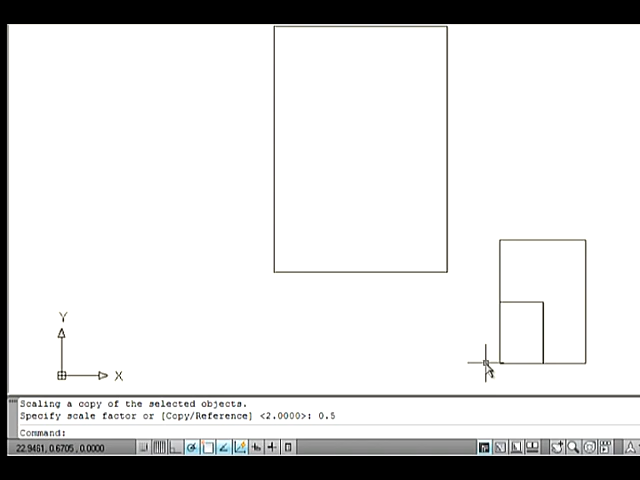 Y
X
Scaling a copy of the selected objects.
Specify scale factor or [Copy/Reference] <2.0000>: 0.5
Command:
22.9461, 0.6705 , 0.0000